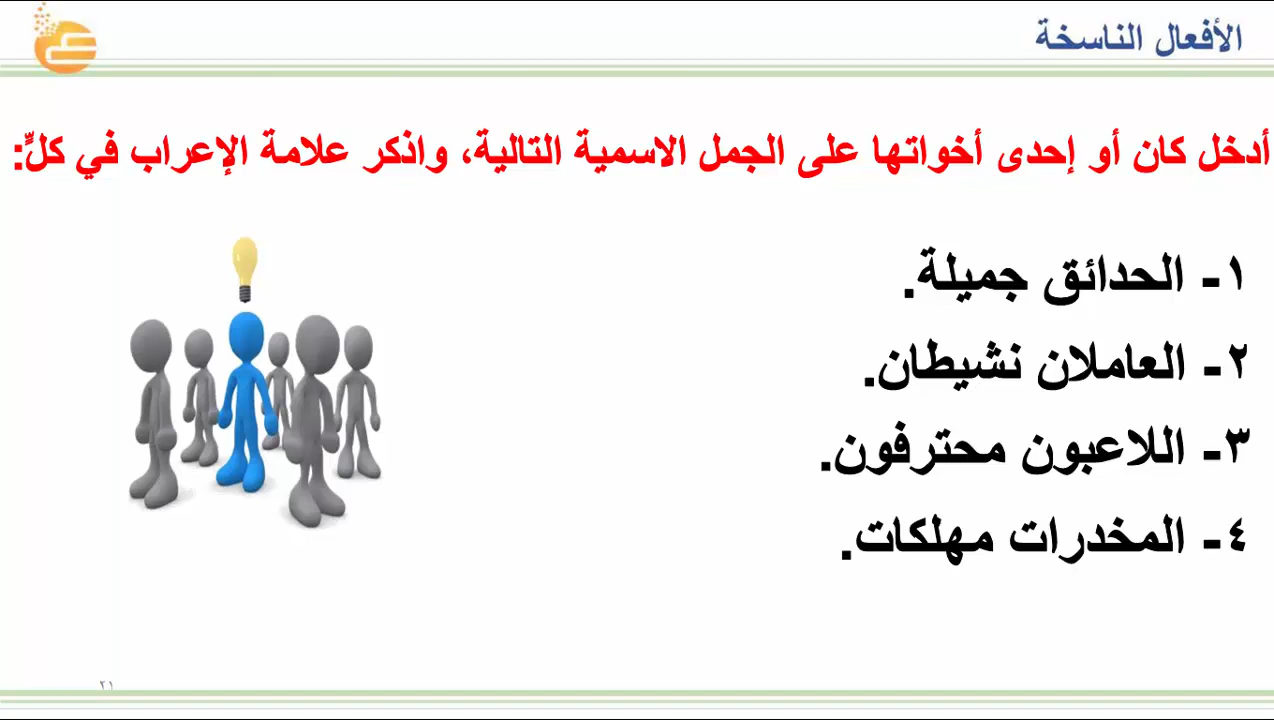 الأفعال الناسخة
أدخل كان أو إحدى أخواتها على الجمل الاسمية التالية، واذكر علامة الإعراب في كلٍّ:
١- الحدائق جميلة.
٢- العاملان نشيطان.
٣- اللاعبون محترفون.
٤- المخدرات مهلكات.
٢١